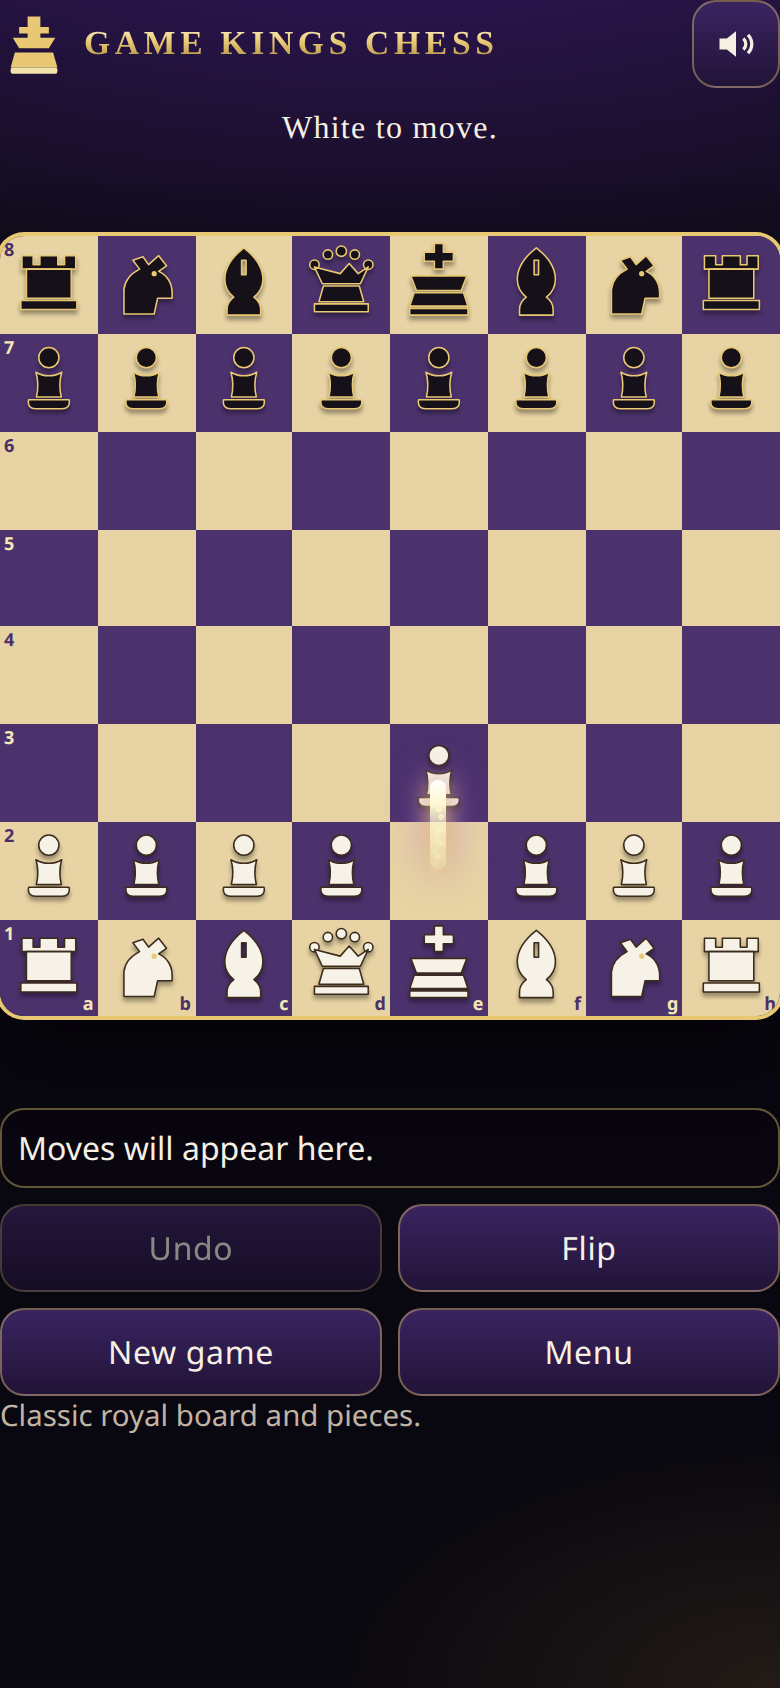 GAME KINGS CHESS
White to move.
8
7
6
5
4
3
2
1
a b c d e f g h
Moves will appear here.
Undo Flip
New game Menu
Classic royal board and pieces.